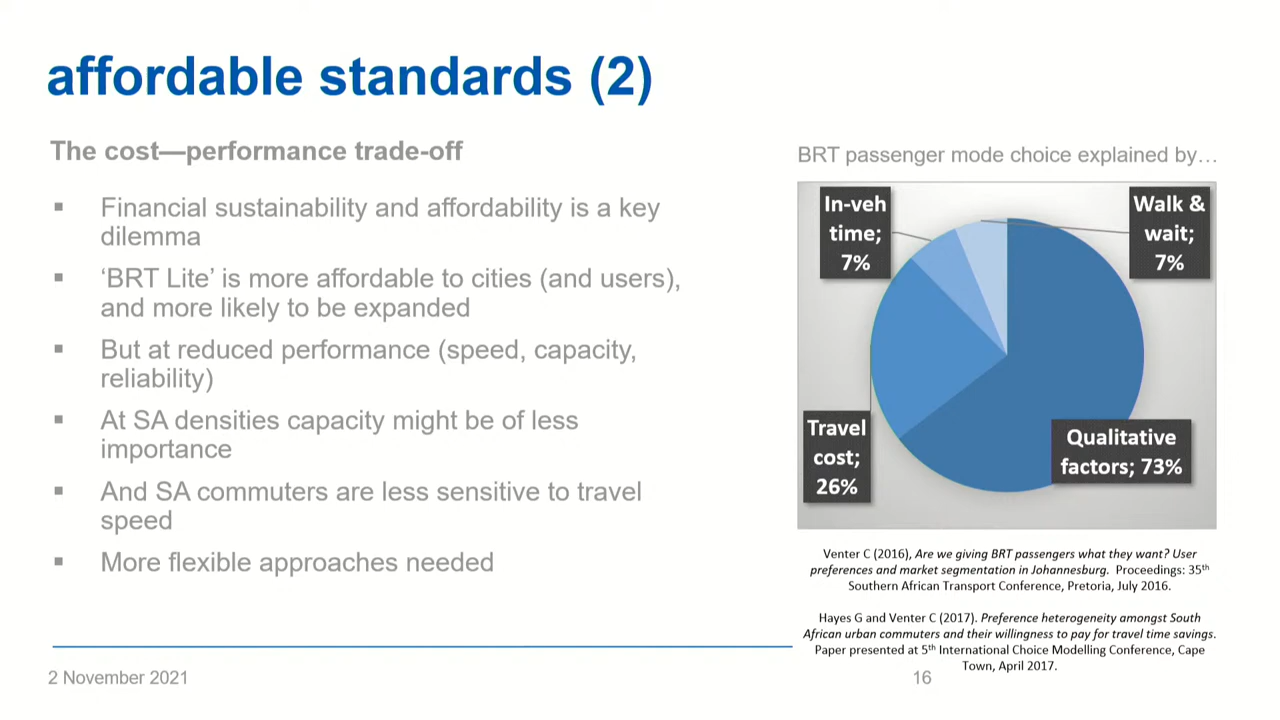 affordable standards (2)
The cost—performance trade-off
▪ Financial sustainability and affordability is a key
dilemma
▪ ‘BRT Lite’ is more affordable to cities (and users),
and more likely to be expanded
▪ But at reduced performance (speed, capacity,
reliability)
▪ At SA densities capacity might be of less
importance
▪ And SA commuters are less sensitive to travel
speed
▪ More flexible approaches needed
BRT passenger mode choice explained by…
In-veh
time;
7%
Walk &
wait;
7%
Travel
cost;
26%
Qualitative
factors; 73%
Venter C (2016), Are we giving BRT passengers what they want? User
preferences and market segmentation in Johannesburg. Proceedings: 35th
Southern African Transport Conference, Pretoria, July 2016.
Hayes G and Venter C (2017). Preference heterogeneity amongst South
African urban commuters and their willingness to pay for travel time savings.
Paper presented at 5th International Choice Modelling Conference, Cape
Town, April 2017.
2 November 2021
16